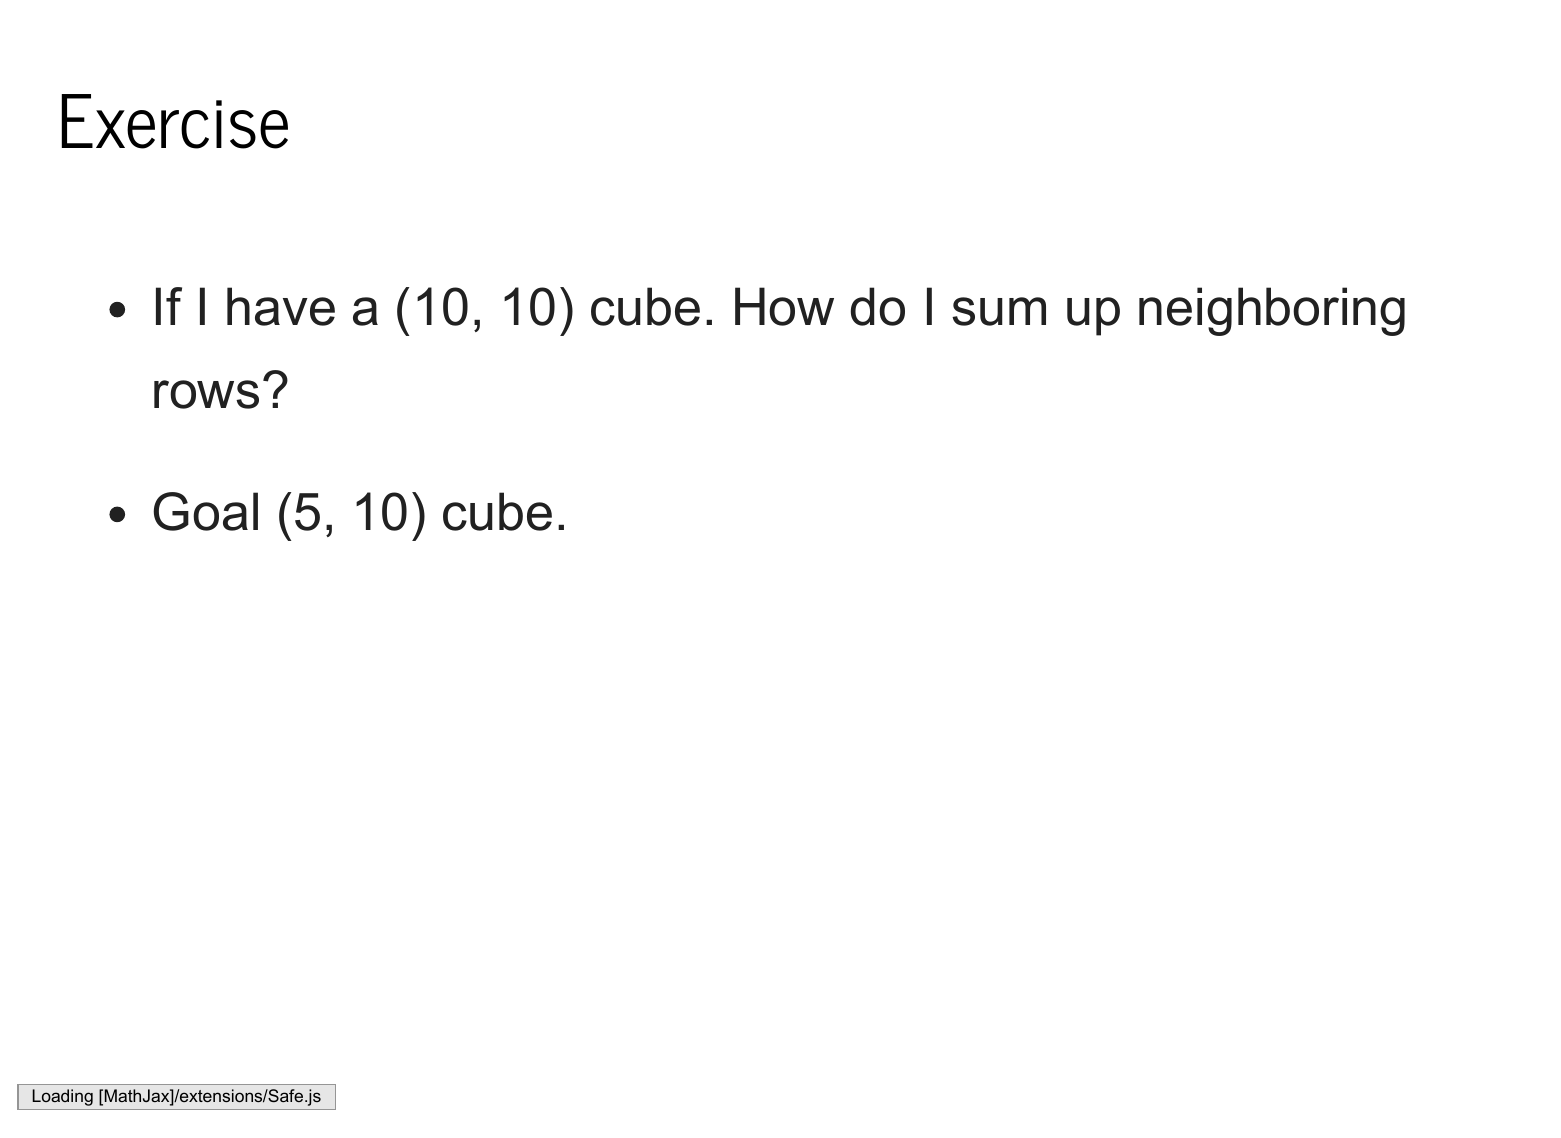 Exercise
• If I have a (10, 10) cube. How do I sum up neighboring
rows?
• Goal (5, 10) cube.
Loading [MathJax]/extensions/Safe.js